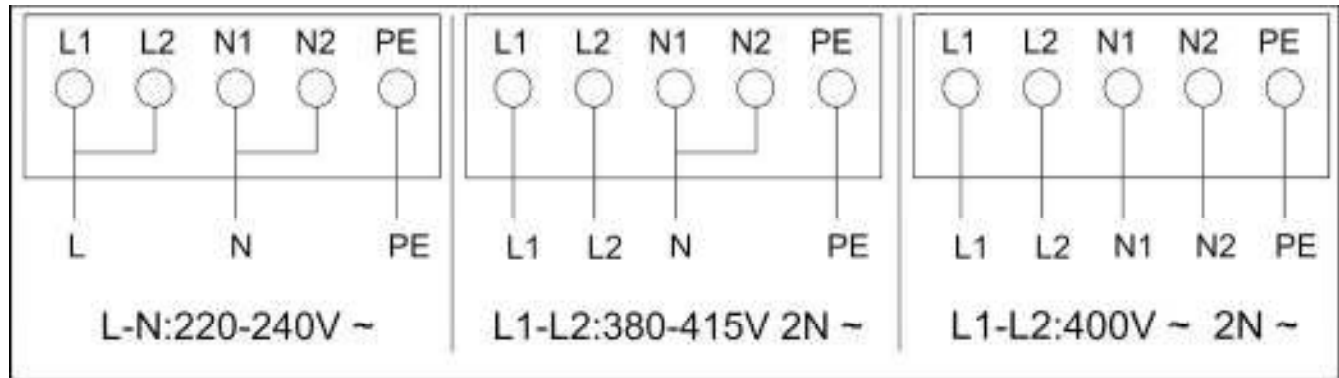 L1 L2 N1 N2 PE
L N PE
L-N:220-240V ~
L1 L2 N1 N2 PE
L1 L2 N PE
L1-L2:380-415V 2N ~
L1 L2 N1 N2 PE
L1 L2 N1 N2 PE
L1-L2:400V ~ 2N ~